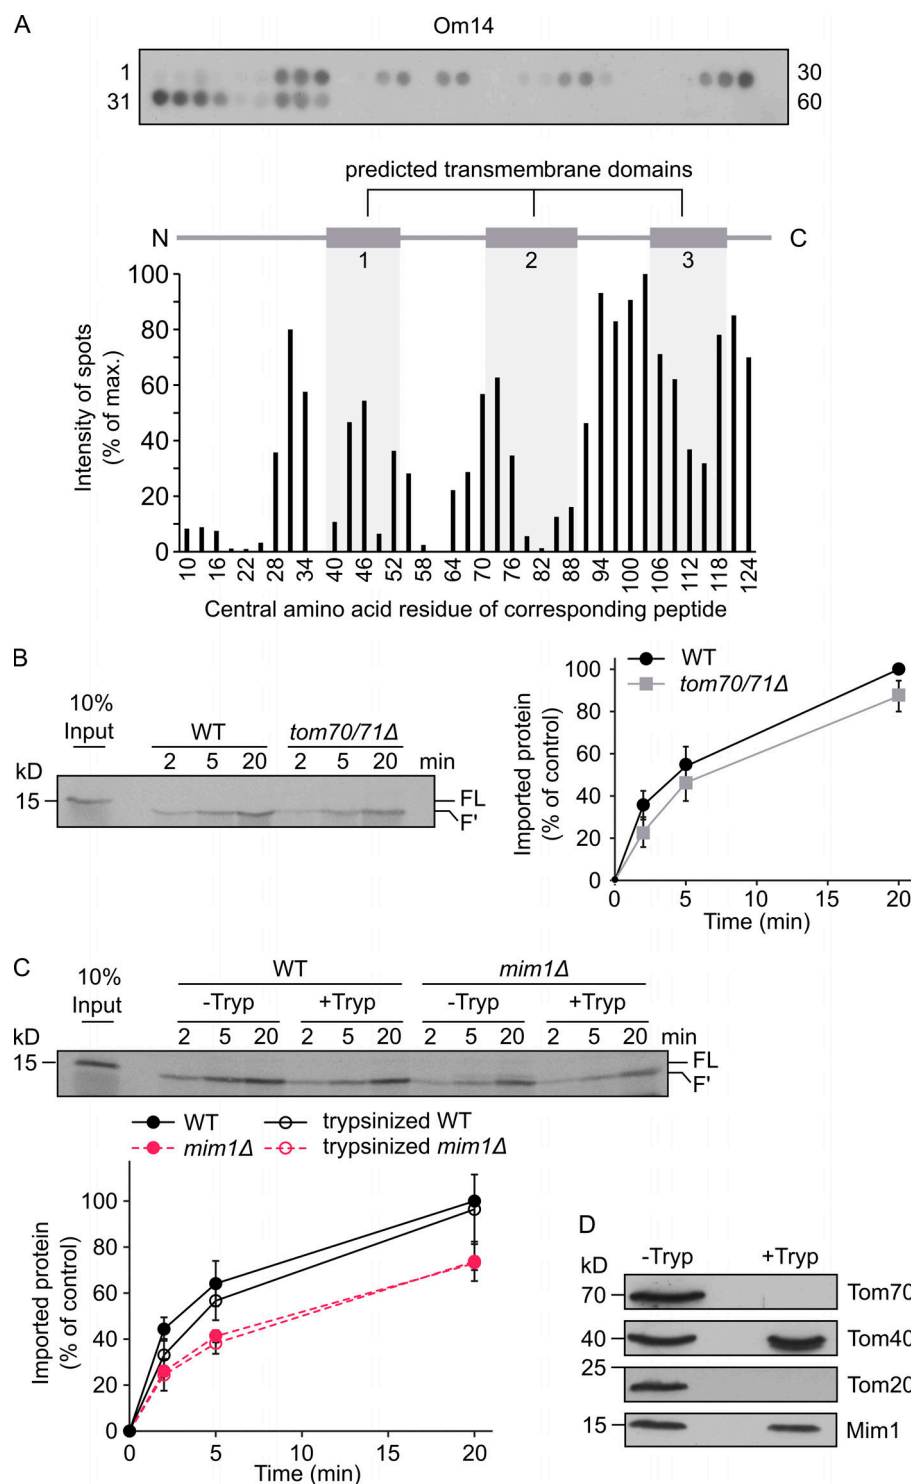 A
Om14
1 30
31 60
predicted transmembrane domains
N C
1 2 3
Intensity of spots
(% of max.)
100
80
60
40
20
0
10 16 22 28 34 40 46 52 58 64 70 76 82 88 94 100 106 112 118 124
Central amino acid residue of corresponding peptide
B
10%
Input
WT tom70/71Δ
kD 2 5 20 2 5 20 min
15 FL
F'
WT
tom70/71Δ
Imported protein
(% of control)
100
80
60
40
20
0
0 5 10 15 20
Time (min)
C
10%
Input
WT mim1Δ
-Tryp +Tryp -Tryp +Tryp
kD 2 5 20 2 5 20 2 5 20 2 5 20 min
15 FL
F'
WT trypsinized WT
mim1Δ trypsinized mim1Δ
Imported protein
(% of control)
100
80
60
40
20
0
0 5 10 15 20
Time (min)
D
kD -Tryp +Tryp
70 Tom70
40 Tom40
25
Tom20
15 Mim1